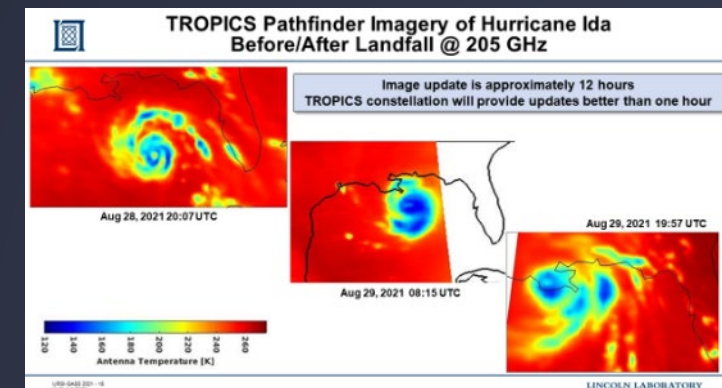 TROPICS Pathfinder Imagery of Hurricane Ida
Before/After Landfall @ 205 GHz
Image update is approximately 12 hours
TROPICS constellation will provide updates better than one hour
Aug 28, 2021 20:07 UTC
Aug 29, 2021 08:15 UTC
Aug 29, 2021 19:57 UTC
120 140 160 180 200 220 240 260
Antenna Temperature [K]
LINCOLN LABORATORY